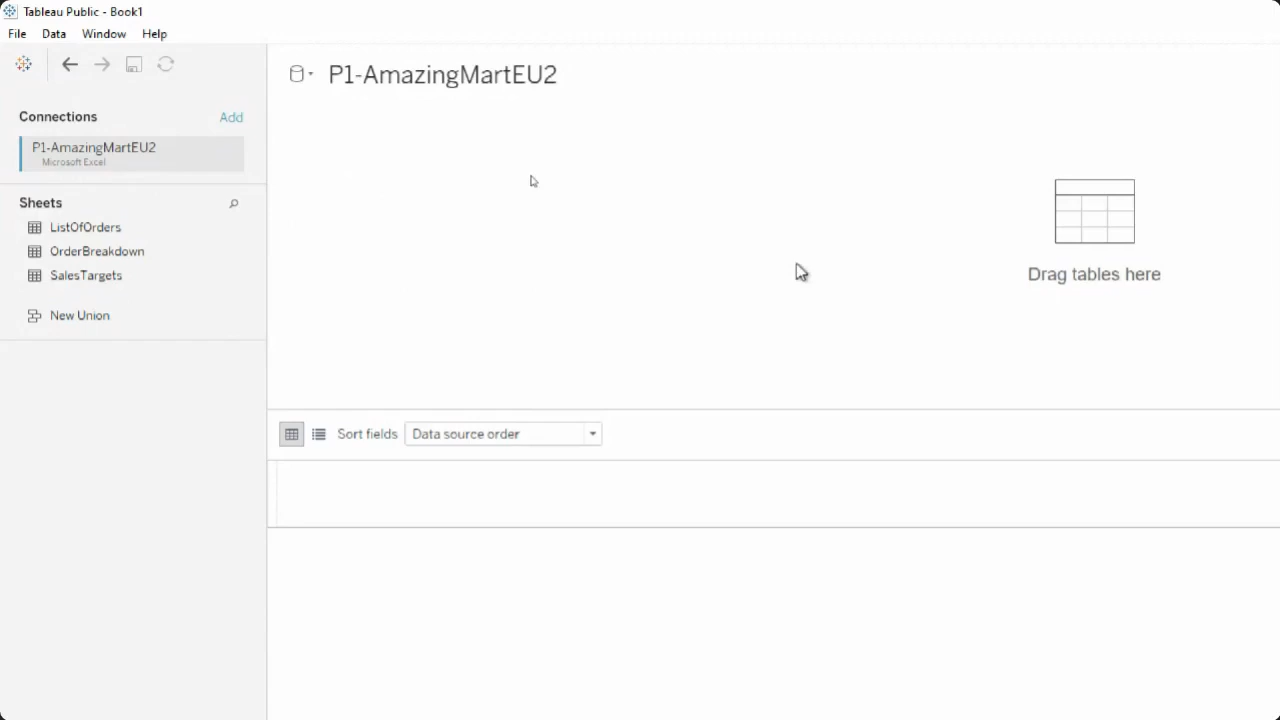 Tableau Public - Book1
File Data Window Help
P1-AmazingMartEU2
Connections Add
P1-AmazingMartEU2
Microsoft Excel
Sheets
ListOfOrders
OrderBreakdown
SalesTargets
New Union
Drag tables here
Sort fields Data source order